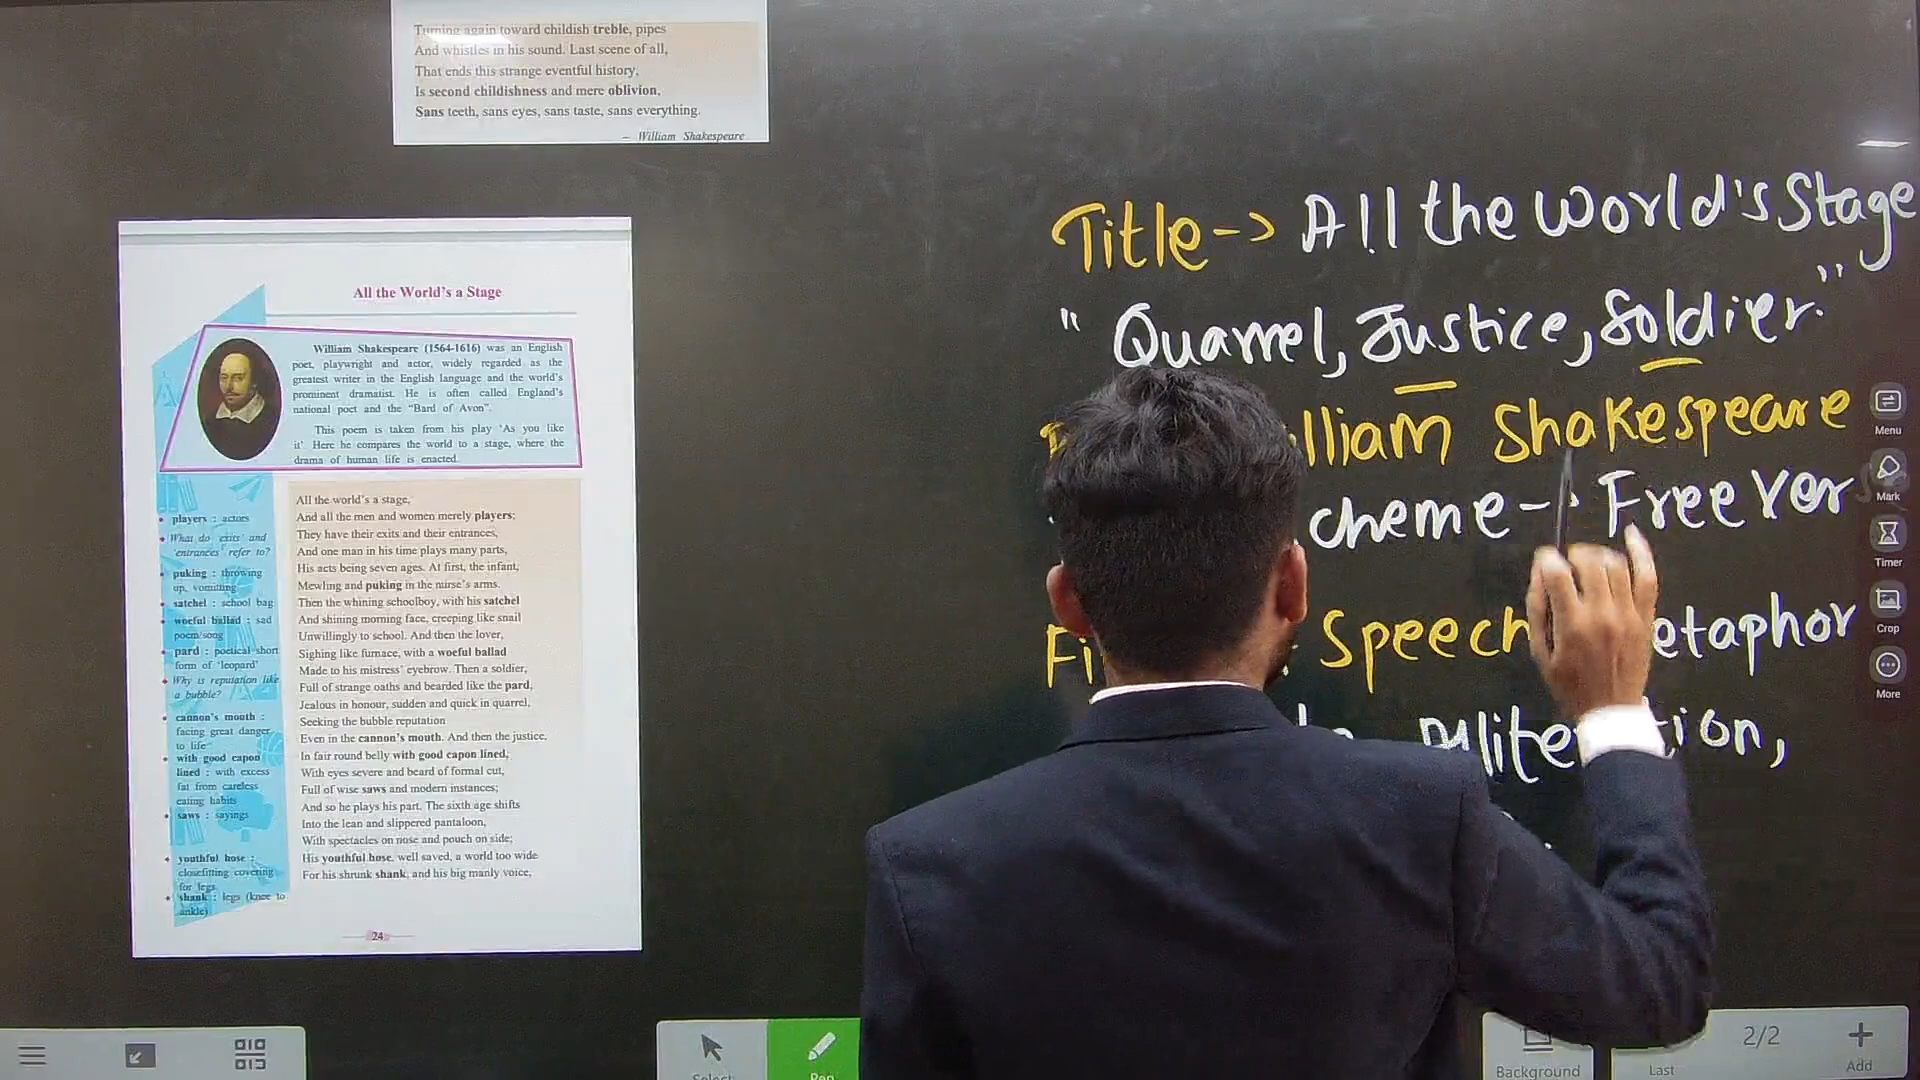 Turning again toward childish treble, pipes
And whistles in his sound. Last scene of all,
That ends this strange eventful history,
Is second childishness and mere oblivion,
Sans teeth, sans eyes, sans taste, sans everything.
– William Shakespeare
All the World's a Stage
William Shakespeare (1564-1616) was an English
poet, playwright and actor, widely regarded as the
greatest writer in the English language and the world's
prominent dramatist. He is often called England's
national poet and the "Bard of Avon".
This poem is taken from his play 'As you like
it' Here he compares the world to a stage, where the
drama of human life is enacted.
• players : actors
• What do 'exits' and
'entrances' refer to?
• puking : throwing
up, vomitting
• satchel : school bag
• woeful ballad : sad
poem/song
• pard : poetical short
form of 'leopard'
• Why is reputation like
a bubble?
• cannon's mouth :
facing great danger
to life
• with good capon
lined : with excess
fat from careless
eating habits
• saws : sayings
• youthful hose :
closefitting covering
for legs
• shank : legs (knee to
ankle)
All the world's a stage,
And all the men and women merely players;
They have their exits and their entrances,
And one man in his time plays many parts,
His acts being seven ages. At first, the infant,
Mewling and puking in the nurse's arms.
Then the whining schoolboy, with his satchel
And shining morning face, creeping like snail
Unwillingly to school. And then the lover,
Sighing like furnace, with a woeful ballad
Made to his mistress' eyebrow. Then a soldier,
Full of strange oaths and bearded like the pard,
Jealous in honour, sudden and quick in quarrel,
Seeking the bubble reputation
Even in the cannon's mouth. And then the justice,
In fair round belly with good capon lined,
With eyes severe and beard of formal cut,
Full of wise saws and modern instances;
And so he plays his part. The sixth age shifts
Into the lean and slippered pantaloon,
With spectacles on nose and pouch on side;
His youthful hose, well saved, a world too wide
For his shrunk shank; and his big manly voice,
24
Title-> All the World's Stage
"Quarrel, Justice, Soldier."
lliam Shakespeare
cheme-> Free Ver
Fi Speech etaphor
Allite tion,
Menu
Mark
Timer
Crop
More
Select
Pen
Background
Last
2/2
Add